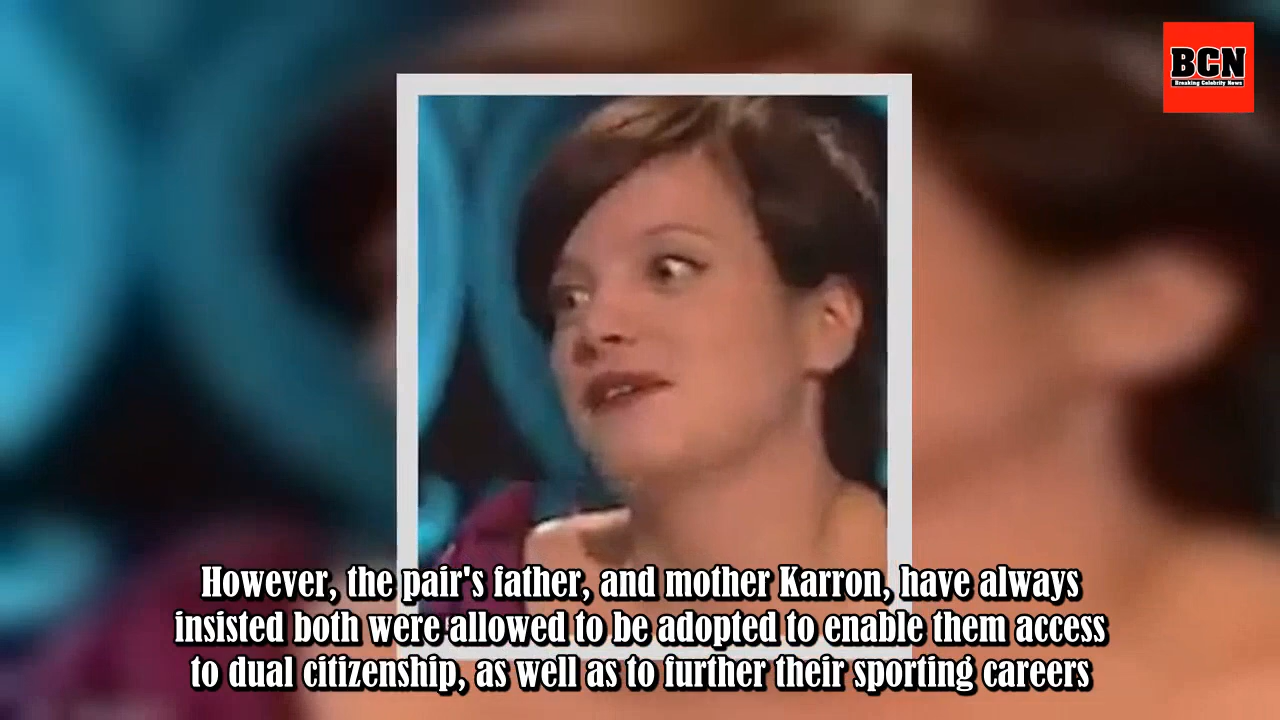 BCN
Breaking Celebrity News
However, the pair's father, and mother Karron, have always
insisted both were allowed to be adopted to enable them access
to dual citizenship, as well as to further their sporting careers